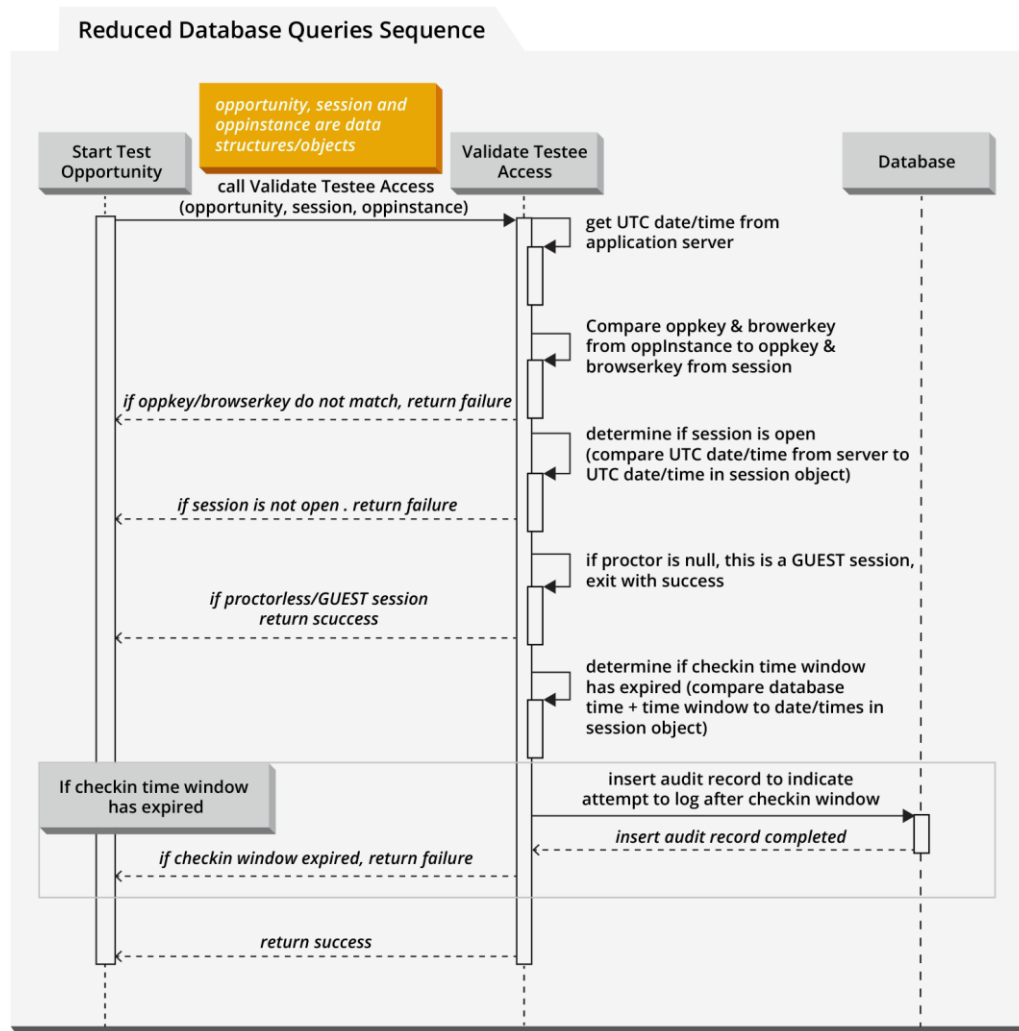 Reduced Database Queries Sequence
opportunity, session and
oppinstance are data
structures/objects
Start Test
Opportunity
Validate Testee
Access
Database
call Validate Testee Access
(opportunity, session, oppinstance)
get UTC date/time from
application server
Compare oppkey & browerkey
from oppInstance to oppkey &
browserkey from session
if oppkey/browserkey do not match, return failure
determine if session is open
(compare UTC date/time from server to
UTC date/time in session object)
if session is not open . return failure
if proctor is null, this is a GUEST session,
exit with success
if proctorless/GUEST session
return scuccess
determine if checkin time window
has expired (compare database
time + time window to date/times in
session object)
If checkin time window
has expired
insert audit record to indicate
attempt to log after checkin window
insert audit record completed
if checkin window expired, return failure
return success